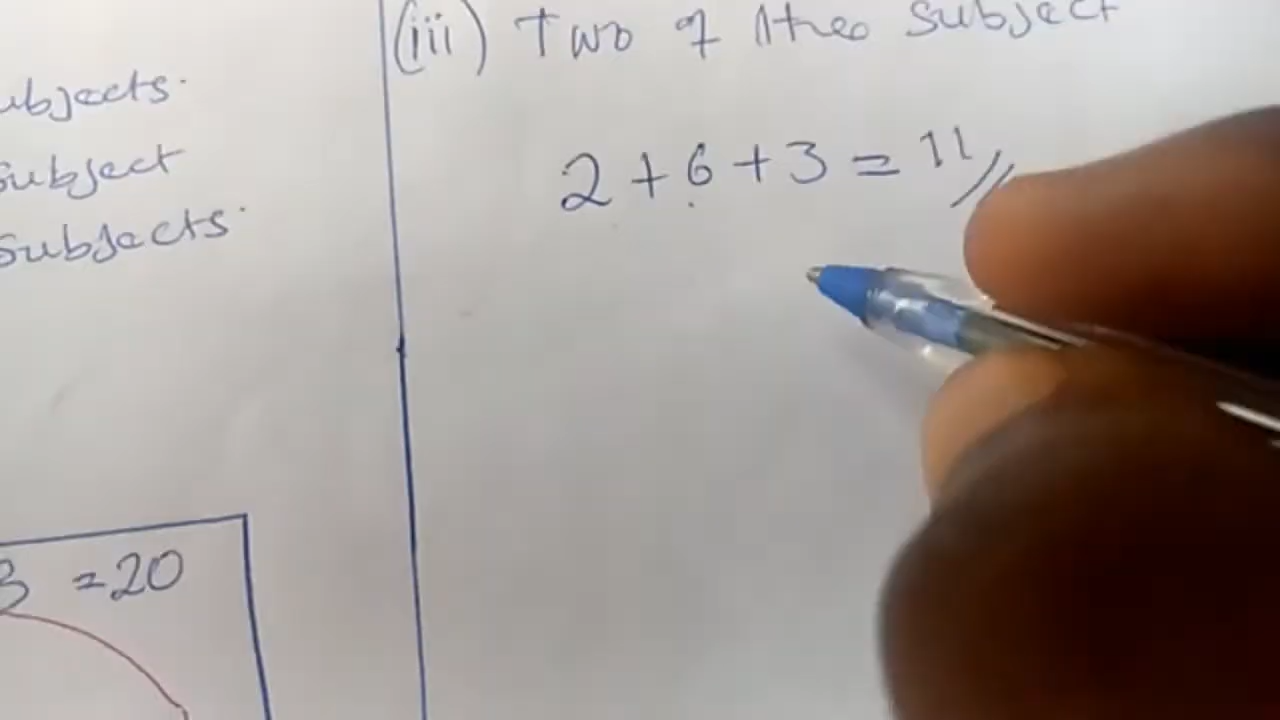 ubjects.
Subject
Subjects.
B = 20
(iii) Two of the Subject
2 + 6 + 3 = 11